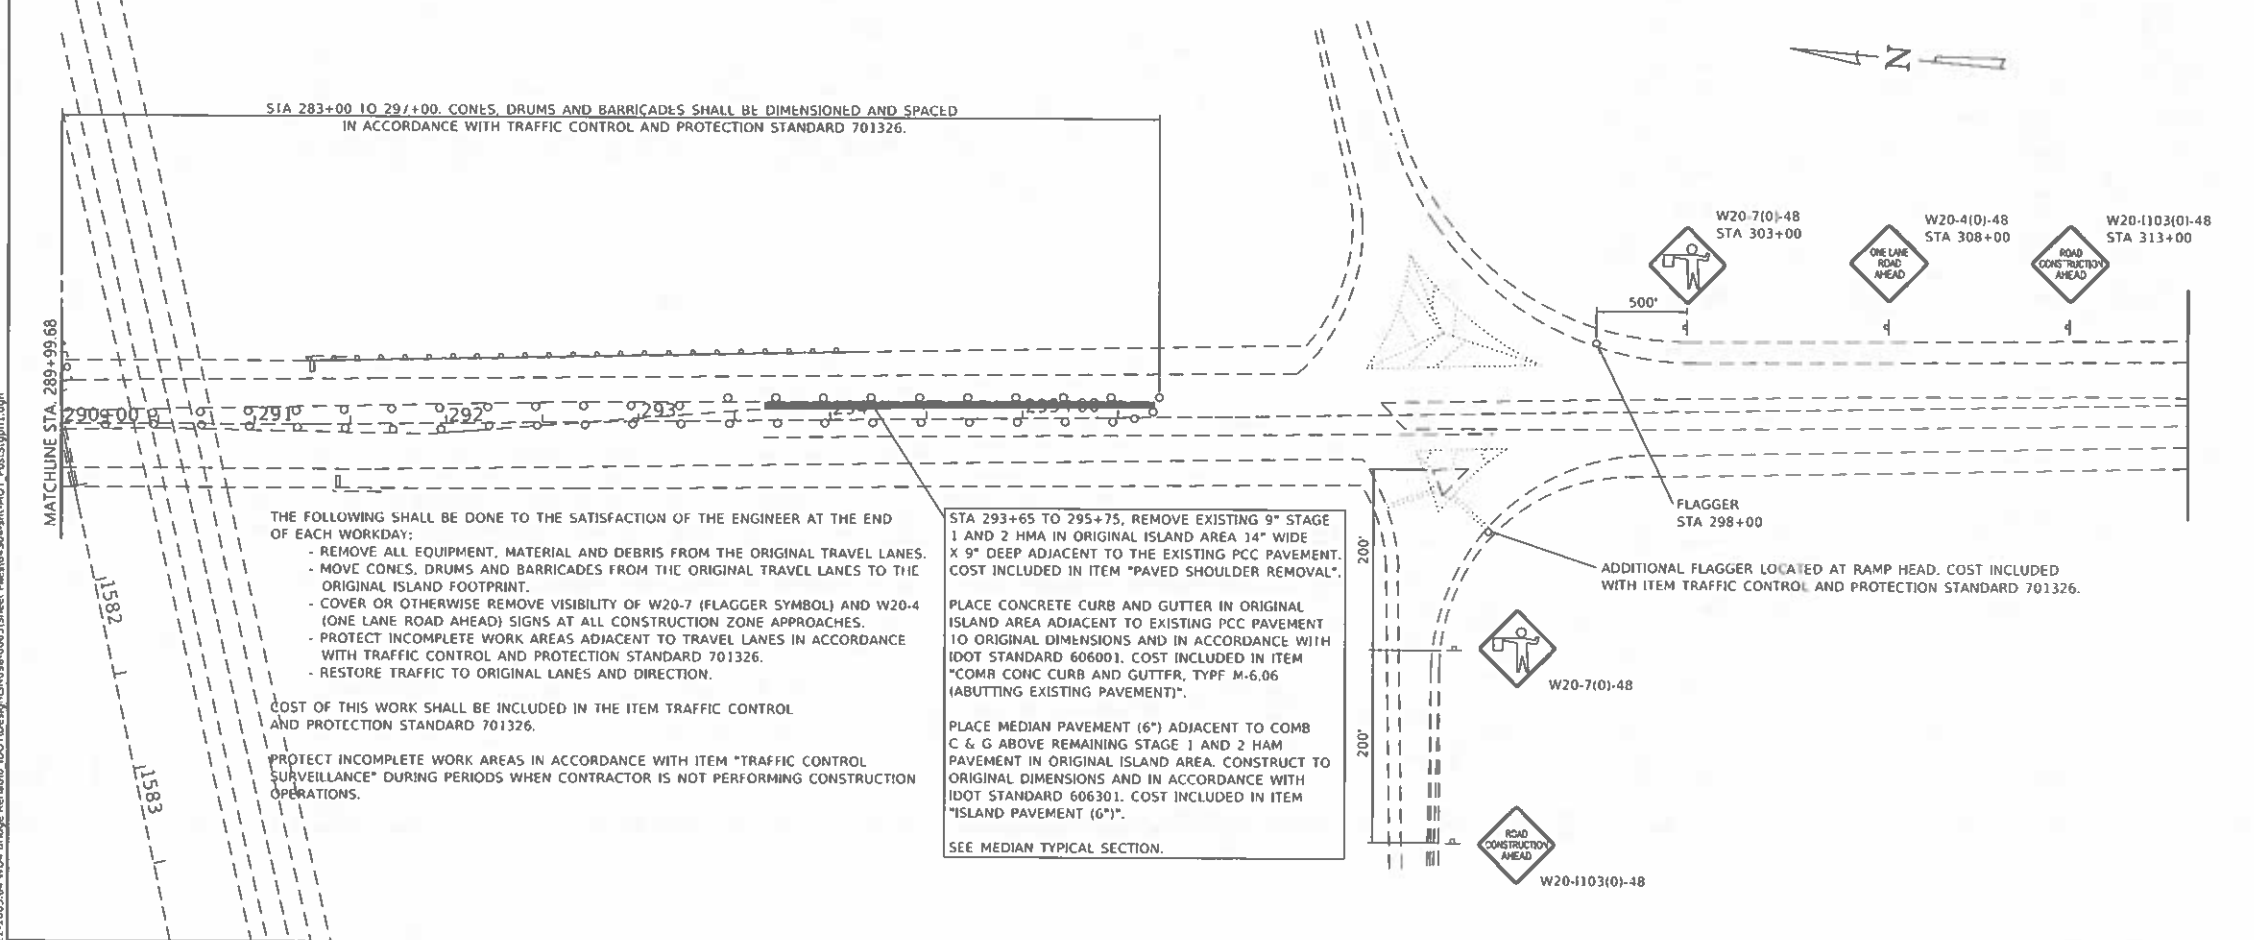 N
STA 283+00 TO 297+00. CONES, DRUMS AND BARRICADES SHALL BE DIMENSIONED AND SPACED
IN ACCORDANCE WITH TRAFFIC CONTROL AND PROTECTION STANDARD 701326.
W20-7(O)-48
STA 303+00
W20-4(O)-48
STA 308+00
W20-I103(O)-48
STA 313+00
ONE LANE
ROAD
AHEAD
ROAD
CONSTRUCTION
AHEAD
500'
MATCHLINE STA. 289+99.68
290+00
291
292
293
294
295+00
THE FOLLOWING SHALL BE DONE TO THE SATISFACTION OF THE ENGINEER AT THE END
OF EACH WORKDAY:
- REMOVE ALL EQUIPMENT, MATERIAL AND DEBRIS FROM THE ORIGINAL TRAVEL LANES.
- MOVE CONES, DRUMS AND BARRICADES FROM THE ORIGINAL TRAVEL LANES TO THE
ORIGINAL ISLAND FOOTPRINT.
- COVER OR OTHERWISE REMOVE VISIBILITY OF W20-7 (FLAGGER SYMBOL) AND W20-4
(ONE LANE ROAD AHEAD) SIGNS AT ALL CONSTRUCTION ZONE APPROACHES.
- PROTECT INCOMPLETE WORK AREAS ADJACENT TO TRAVEL LANES IN ACCORDANCE
WITH TRAFFIC CONTROL AND PROTECTION STANDARD 701326.
- RESTORE TRAFFIC TO ORIGINAL LANES AND DIRECTION.
COST OF THIS WORK SHALL BE INCLUDED IN THE ITEM TRAFFIC CONTROL
AND PROTECTION STANDARD 701326.
PROTECT INCOMPLETE WORK AREAS IN ACCORDANCE WITH ITEM "TRAFFIC CONTROL
SURVEILLANCE" DURING PERIODS WHEN CONTRACTOR IS NOT PERFORMING CONSTRUCTION
OPERATIONS.
1582
1583
STA 293+65 TO 295+75, REMOVE EXISTING 9" STAGE
1 AND 2 HMA IN ORIGINAL ISLAND AREA 14" WIDE
X 9" DEEP ADJACENT TO THE EXISTING PCC PAVEMENT.
COST INCLUDED IN ITEM "PAVED SHOULDER REMOVAL".
PLACE CONCRETE CURB AND GUTTER IN ORIGINAL
ISLAND AREA ADJACENT TO EXISTING PCC PAVEMENT
TO ORIGINAL DIMENSIONS AND IN ACCORDANCE WITH
IDOT STANDARD 606001. COST INCLUDED IN ITEM
"COMB CONC CURB AND GUTTER, TYPE M-6.06
(ABUTTING EXISTING PAVEMENT)".
PLACE MEDIAN PAVEMENT (6") ADJACENT TO COMB
C & G ABOVE REMAINING STAGE 1 AND 2 HAM
PAVEMENT IN ORIGINAL ISLAND AREA. CONSTRUCT TO
ORIGINAL DIMENSIONS AND IN ACCORDANCE WITH
IDOT STANDARD 606301. COST INCLUDED IN ITEM
"ISLAND PAVEMENT (6")".
SEE MEDIAN TYPICAL SECTION.
200'
200'
FLAGGER
STA 298+00
ADDITIONAL FLAGGER LOCATED AT RAMP HEAD. COST INCLUDED
WITH ITEM TRAFFIC CONTROL AND PROTECTION STANDARD 701326.
W20-7(O)-48
ROAD
CONSTRUCTION
AHEAD
W20-I103(O)-48